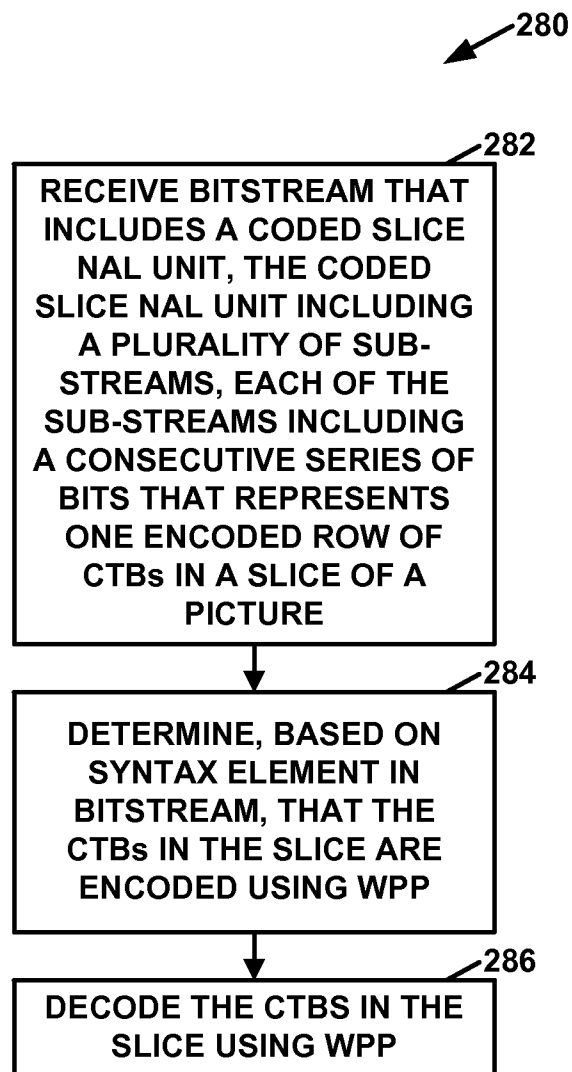 280
282
RECEIVE BITSTREAM THAT
INCLUDES A CODED SLICE
NAL UNIT, THE CODED
SLICE NAL UNIT INCLUDING
A PLURALITY OF SUB-
STREAMS, EACH OF THE
SUB-STREAMS INCLUDING
A CONSECUTIVE SERIES OF
BITS THAT REPRESENTS
ONE ENCODED ROW OF
CTBs IN A SLICE OF A
PICTURE
284
DETERMINE, BASED ON
SYNTAX ELEMENT IN
BITSTREAM, THAT THE
CTBs IN THE SLICE ARE
ENCODED USING WPP
286
DECODE THE CTBS IN THE
SLICE USING WPP